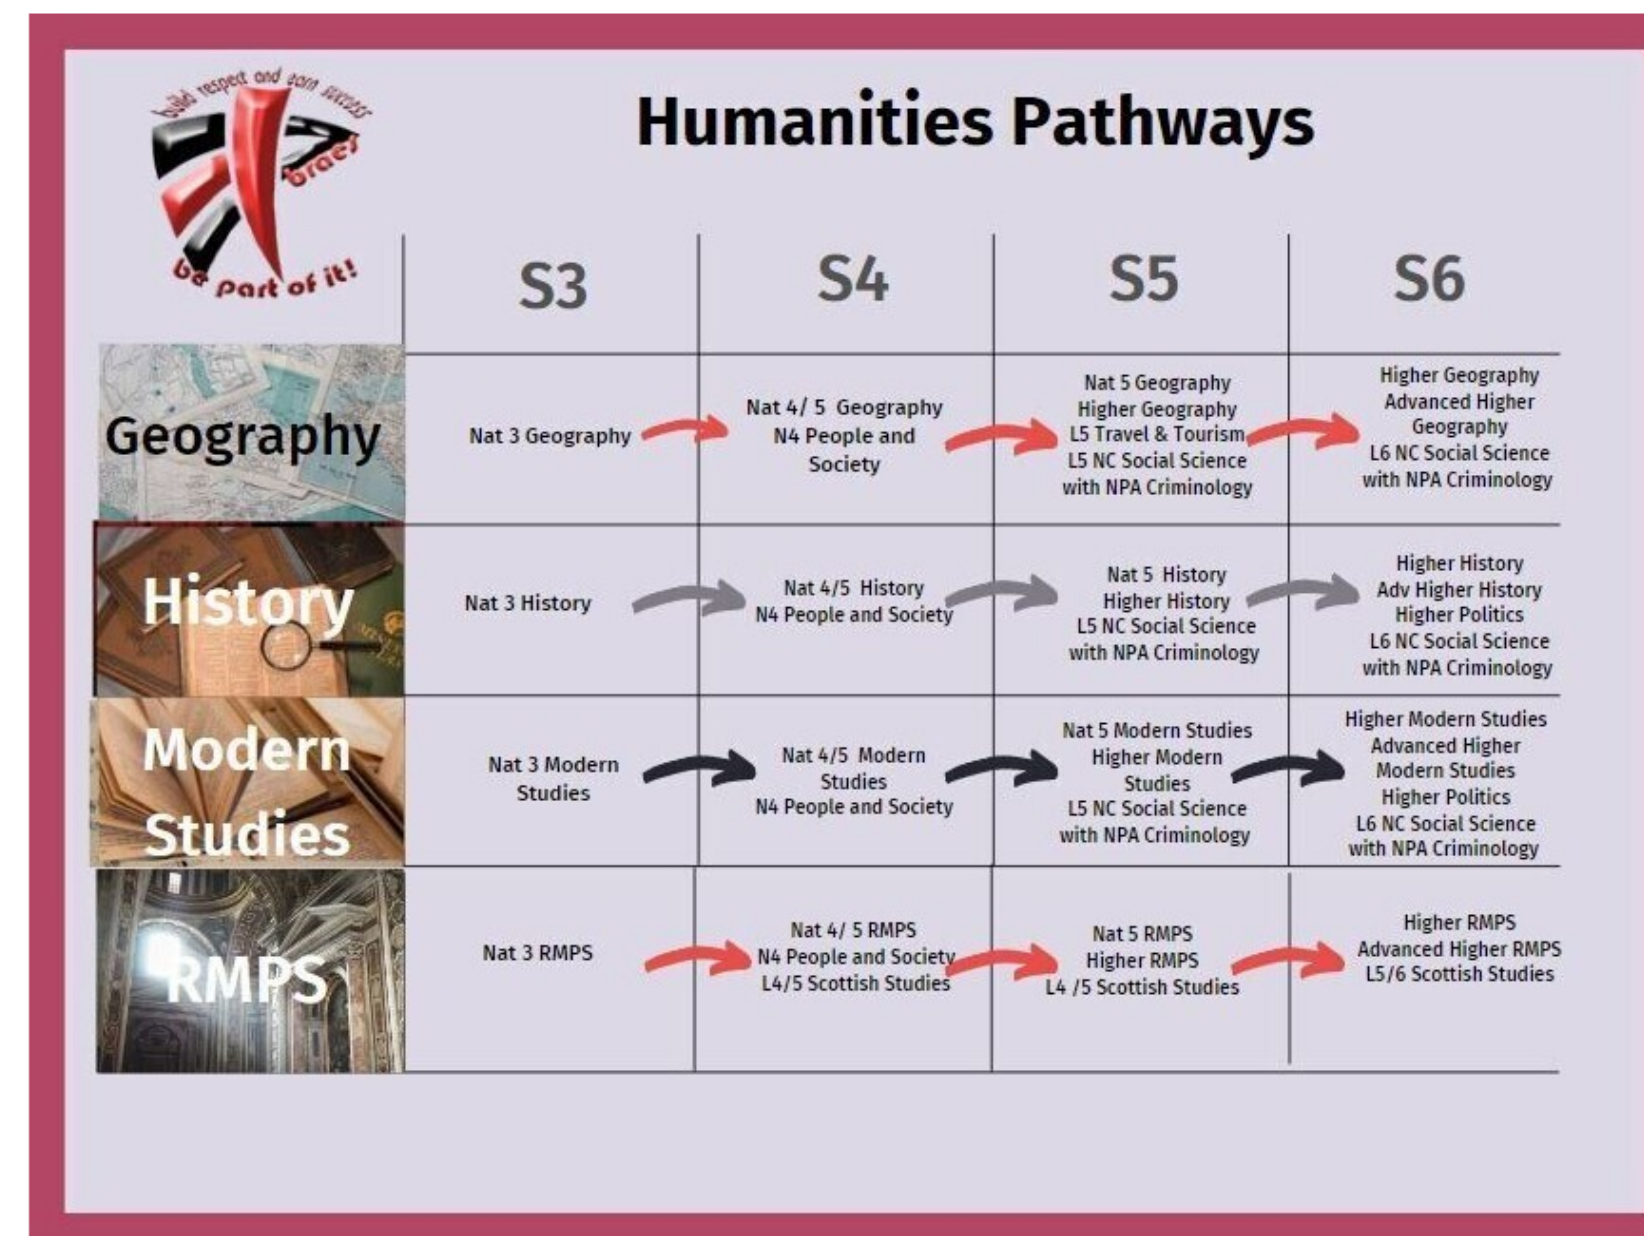 build respect and earn success
braes
be part of it!
Humanities Pathways
S3
S4
S5
S6
Geography
Nat 3 Geography
Nat 4/ 5 Geography
N4 People and
Society
Nat 5 Geography
Higher Geography
L5 Travel & Tourism
L5 NC Social Science
with NPA Criminology
Higher Geography
Advanced Higher
Geography
L6 NC Social Science
with NPA Criminology
History
Nat 3 History
Nat 4/5 History
N4 People and Society
Nat 5 History
Higher History
L5 NC Social Science
with NPA Criminology
Higher History
Adv Higher History
Higher Politics
L6 NC Social Science
with NPA Criminology
Modern
Studies
Nat 3 Modern
Studies
Nat 4/5 Modern
Studies
N4 People and Society
Nat 5 Modern Studies
Higher Modern
Studies
L5 NC Social Science
with NPA Criminology
Higher Modern Studies
Advanced Higher
Modern Studies
Higher Politics
L6 NC Social Science
with NPA Criminology
RMPS
Nat 3 RMPS
Nat 4/ 5 RMPS
N4 People and Society
L4/5 Scottish Studies
Nat 5 RMPS
Higher RMPS
L4 /5 Scottish Studies
Higher RMPS
Advanced Higher RMPS
L5/6 Scottish Studies